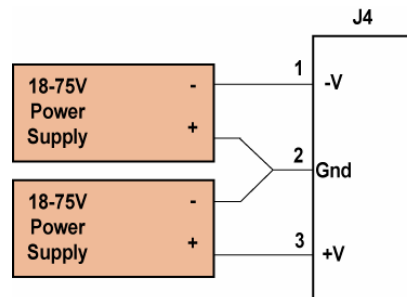 J4
18-75V
Power
Supply
-
+
1
-V
2
Gnd
18-75V
Power
Supply
-
+
3
+V